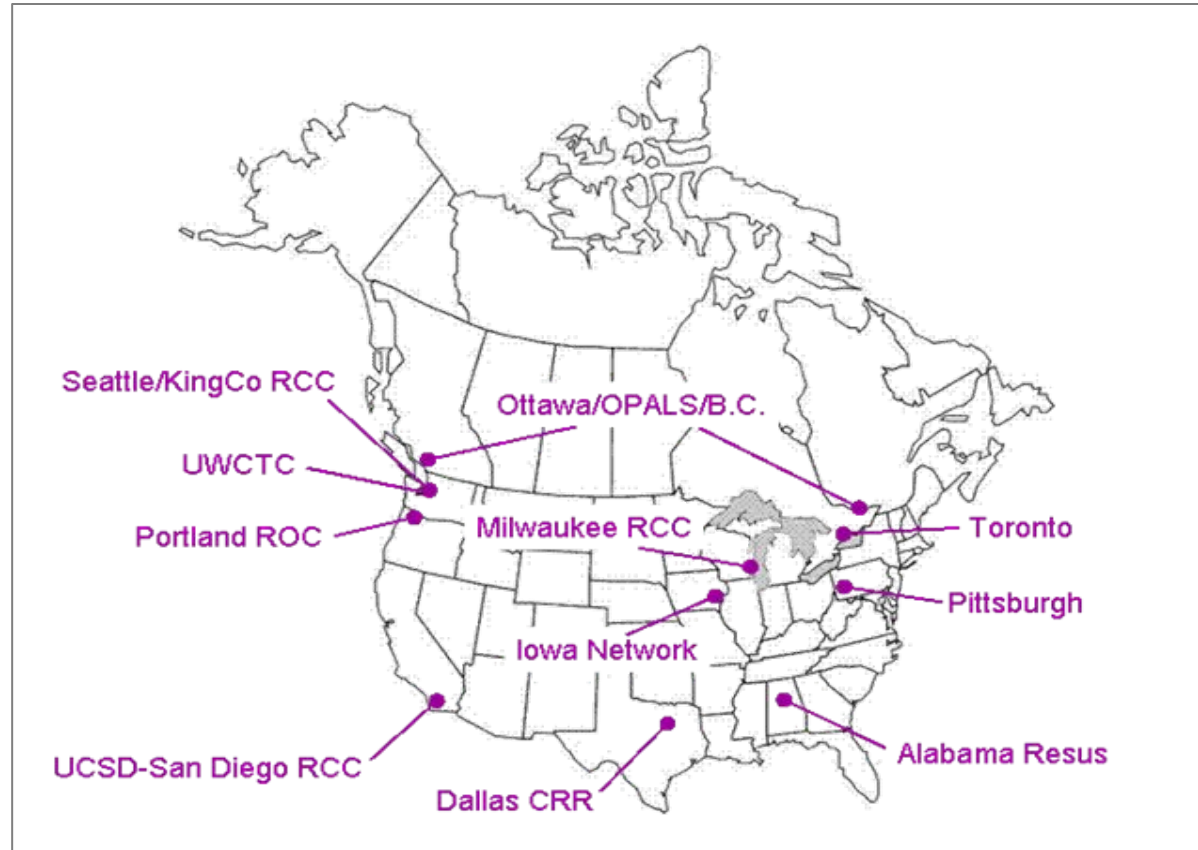 Seattle/KingCo RCC
Ottawa/OPALS/B.C.
UWCTC
Portland ROC
Milwaukee RCC
Toronto
Pittsburgh
Iowa Network
UCSD-San Diego RCC
Alabama Resus
Dallas CRR